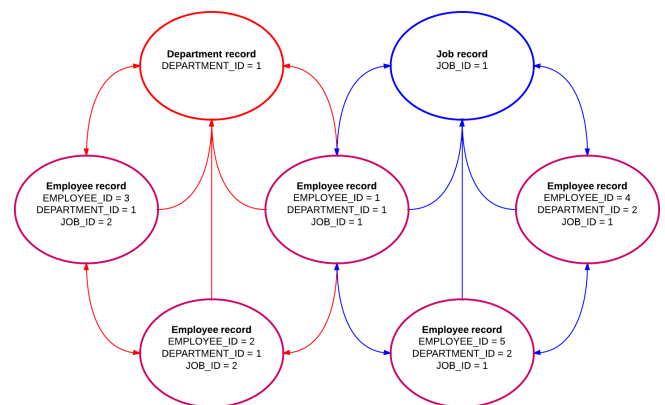 Department record
DEPARTMENT_ID = 1
Job record
JOB_ID = 1
Employee record
EMPLOYEE_ID = 3
DEPARTMENT_ID = 1
JOB_ID = 2
Employee record
EMPLOYEE_ID = 1
DEPARTMENT_ID = 1
JOB_ID = 1
Employee record
EMPLOYEE_ID = 4
DEPARTMENT_ID = 2
JOB_ID = 1
Employee record
EMPLOYEE_ID = 2
DEPARTMENT_ID = 1
JOB_ID = 2
Employee record
EMPLOYEE_ID = 5
DEPARTMENT_ID = 2
JOB_ID = 1